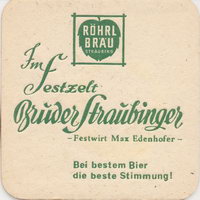 RÖHRL
BRÄU
STRAUBING
Im
Festzelt
Bruder Straubinger
- Festwirt Max Edenhofer -
Bei bestem Bier
die beste Stimmung!